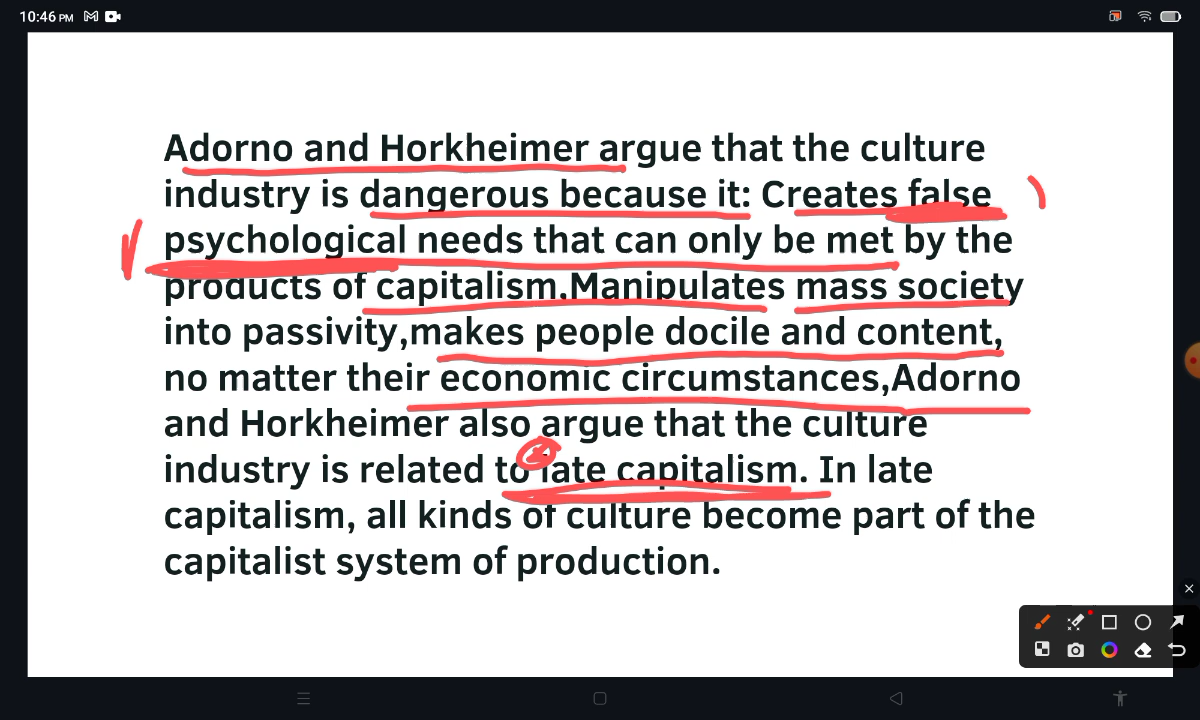 10:46 PM
Adorno and Horkheimer argue that the culture
industry is dangerous because it: Creates false
psychological needs that can only be met by the
products of capitalism,Manipulates mass society
into passivity,makes people docile and content,
no matter their economic circumstances,Adorno
and Horkheimer also argue that the culture
industry is related to late capitalism. In late
capitalism, all kinds of culture become part of the
capitalist system of production.